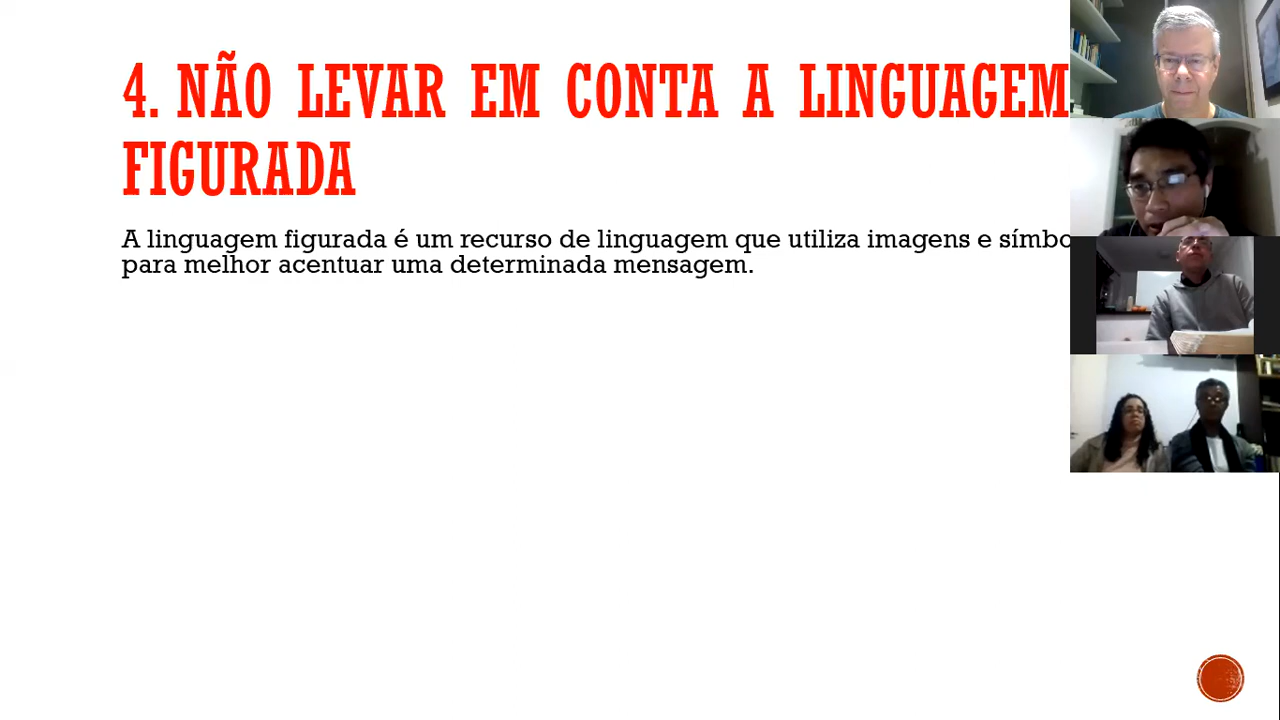 4. NÃO LEVAR EM CONTA A LINGUAGEM
FIGURADA
A linguagem figurada é um recurso de linguagem que utiliza imagens e
para melhor acentuar uma determinada mensagem.